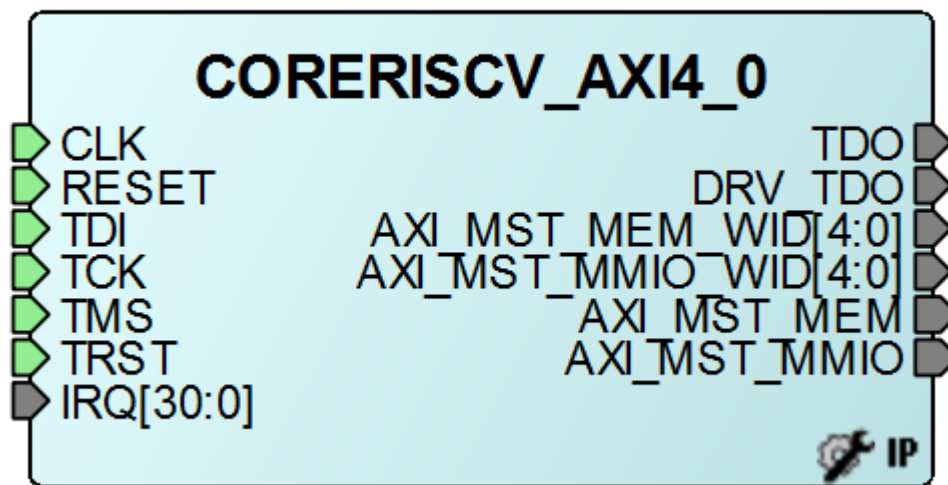 CORERISCV_AXI4_0
CLK
RESET
TDI
TCK
TMS
TRST
IRQ[30:0]
TDO
DRV_TDO
AXI_MST_MEM_WID[4:0]
AXI_MST_MMIO_WID[4:0]
AXI_MST_MEM
AXI_MST_MMIO
IP